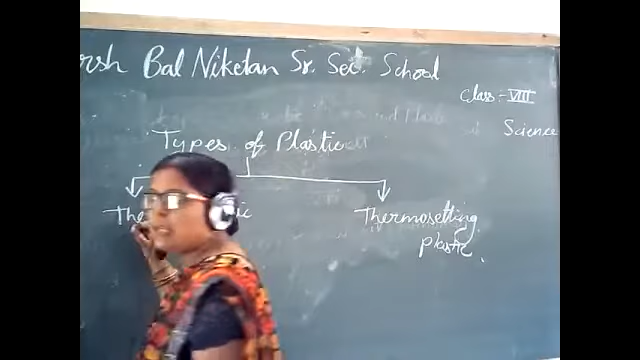 Bal Niketan Sr. Sec. School
Class:- VIII
Science
Types of Plastic
Thermosetting
plastic.